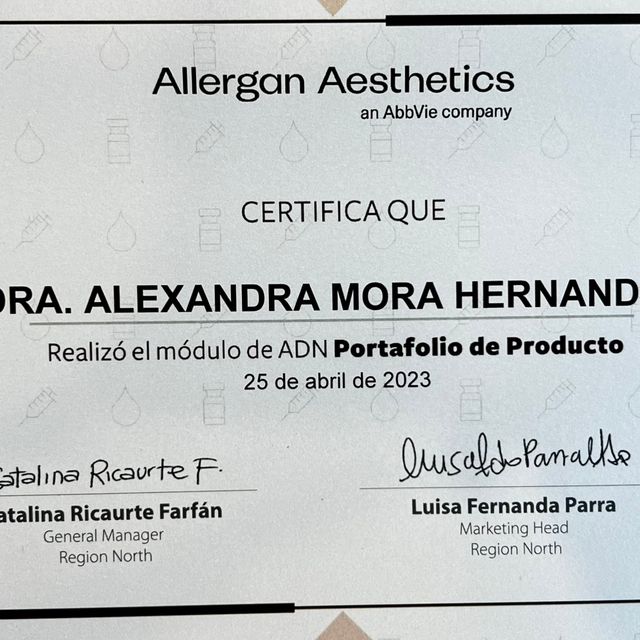 Allergan Aesthetics
an AbbVie company
CERTIFICA QUE
DRA. ALEXANDRA MORA HERNAND
Realizó el módulo de ADN Portafolio de Producto
25 de abril de 2023
Catalina Ricaurte F.
atalina Ricaurte Farfán
General Manager
Region North
Luisa Fernanda Parra
Marketing Head
Region North